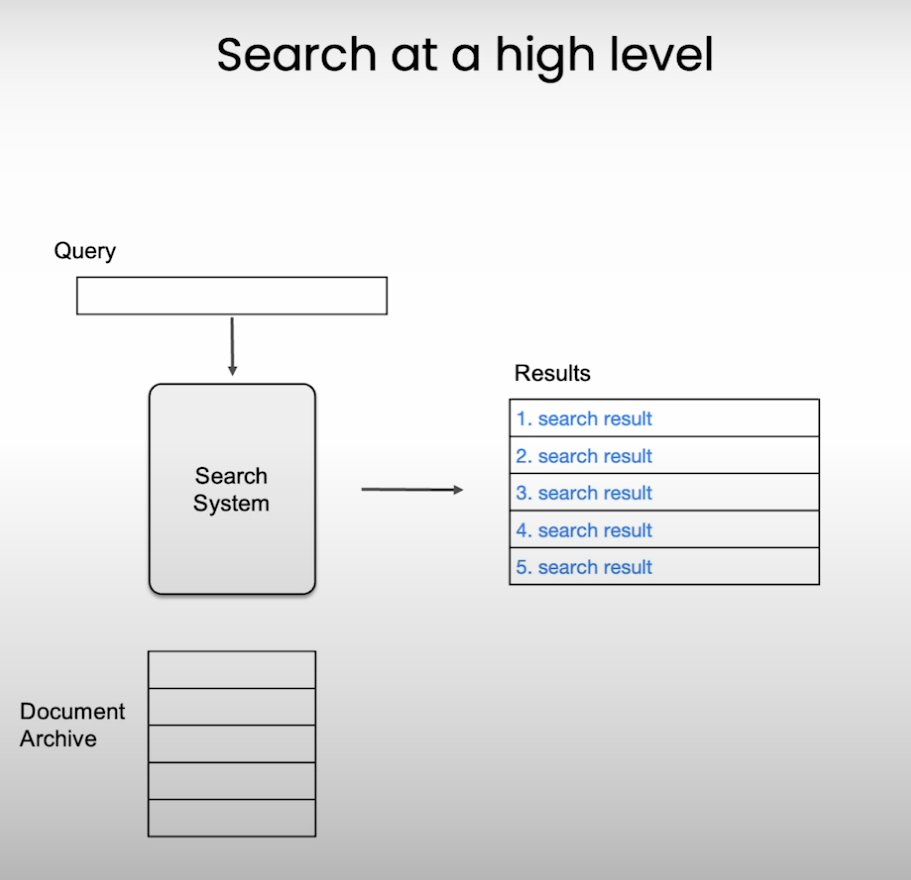 Search at a high level
Query
Search
System
Results
1. search result
2. search result
3. search result
4. search result
5. search result
Document
Archive